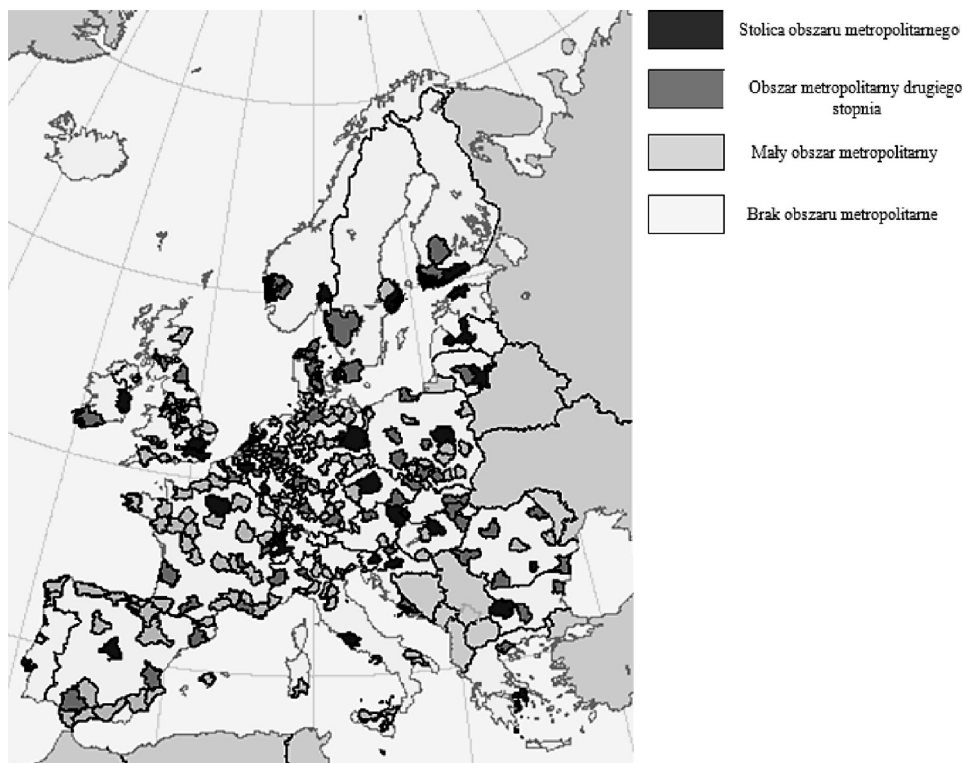 Stolica obszaru metropolitarnego
Obszar metropolitarny drugiego
stopnia
Mały obszar metropolitarny
Brak obszaru metropolitarne